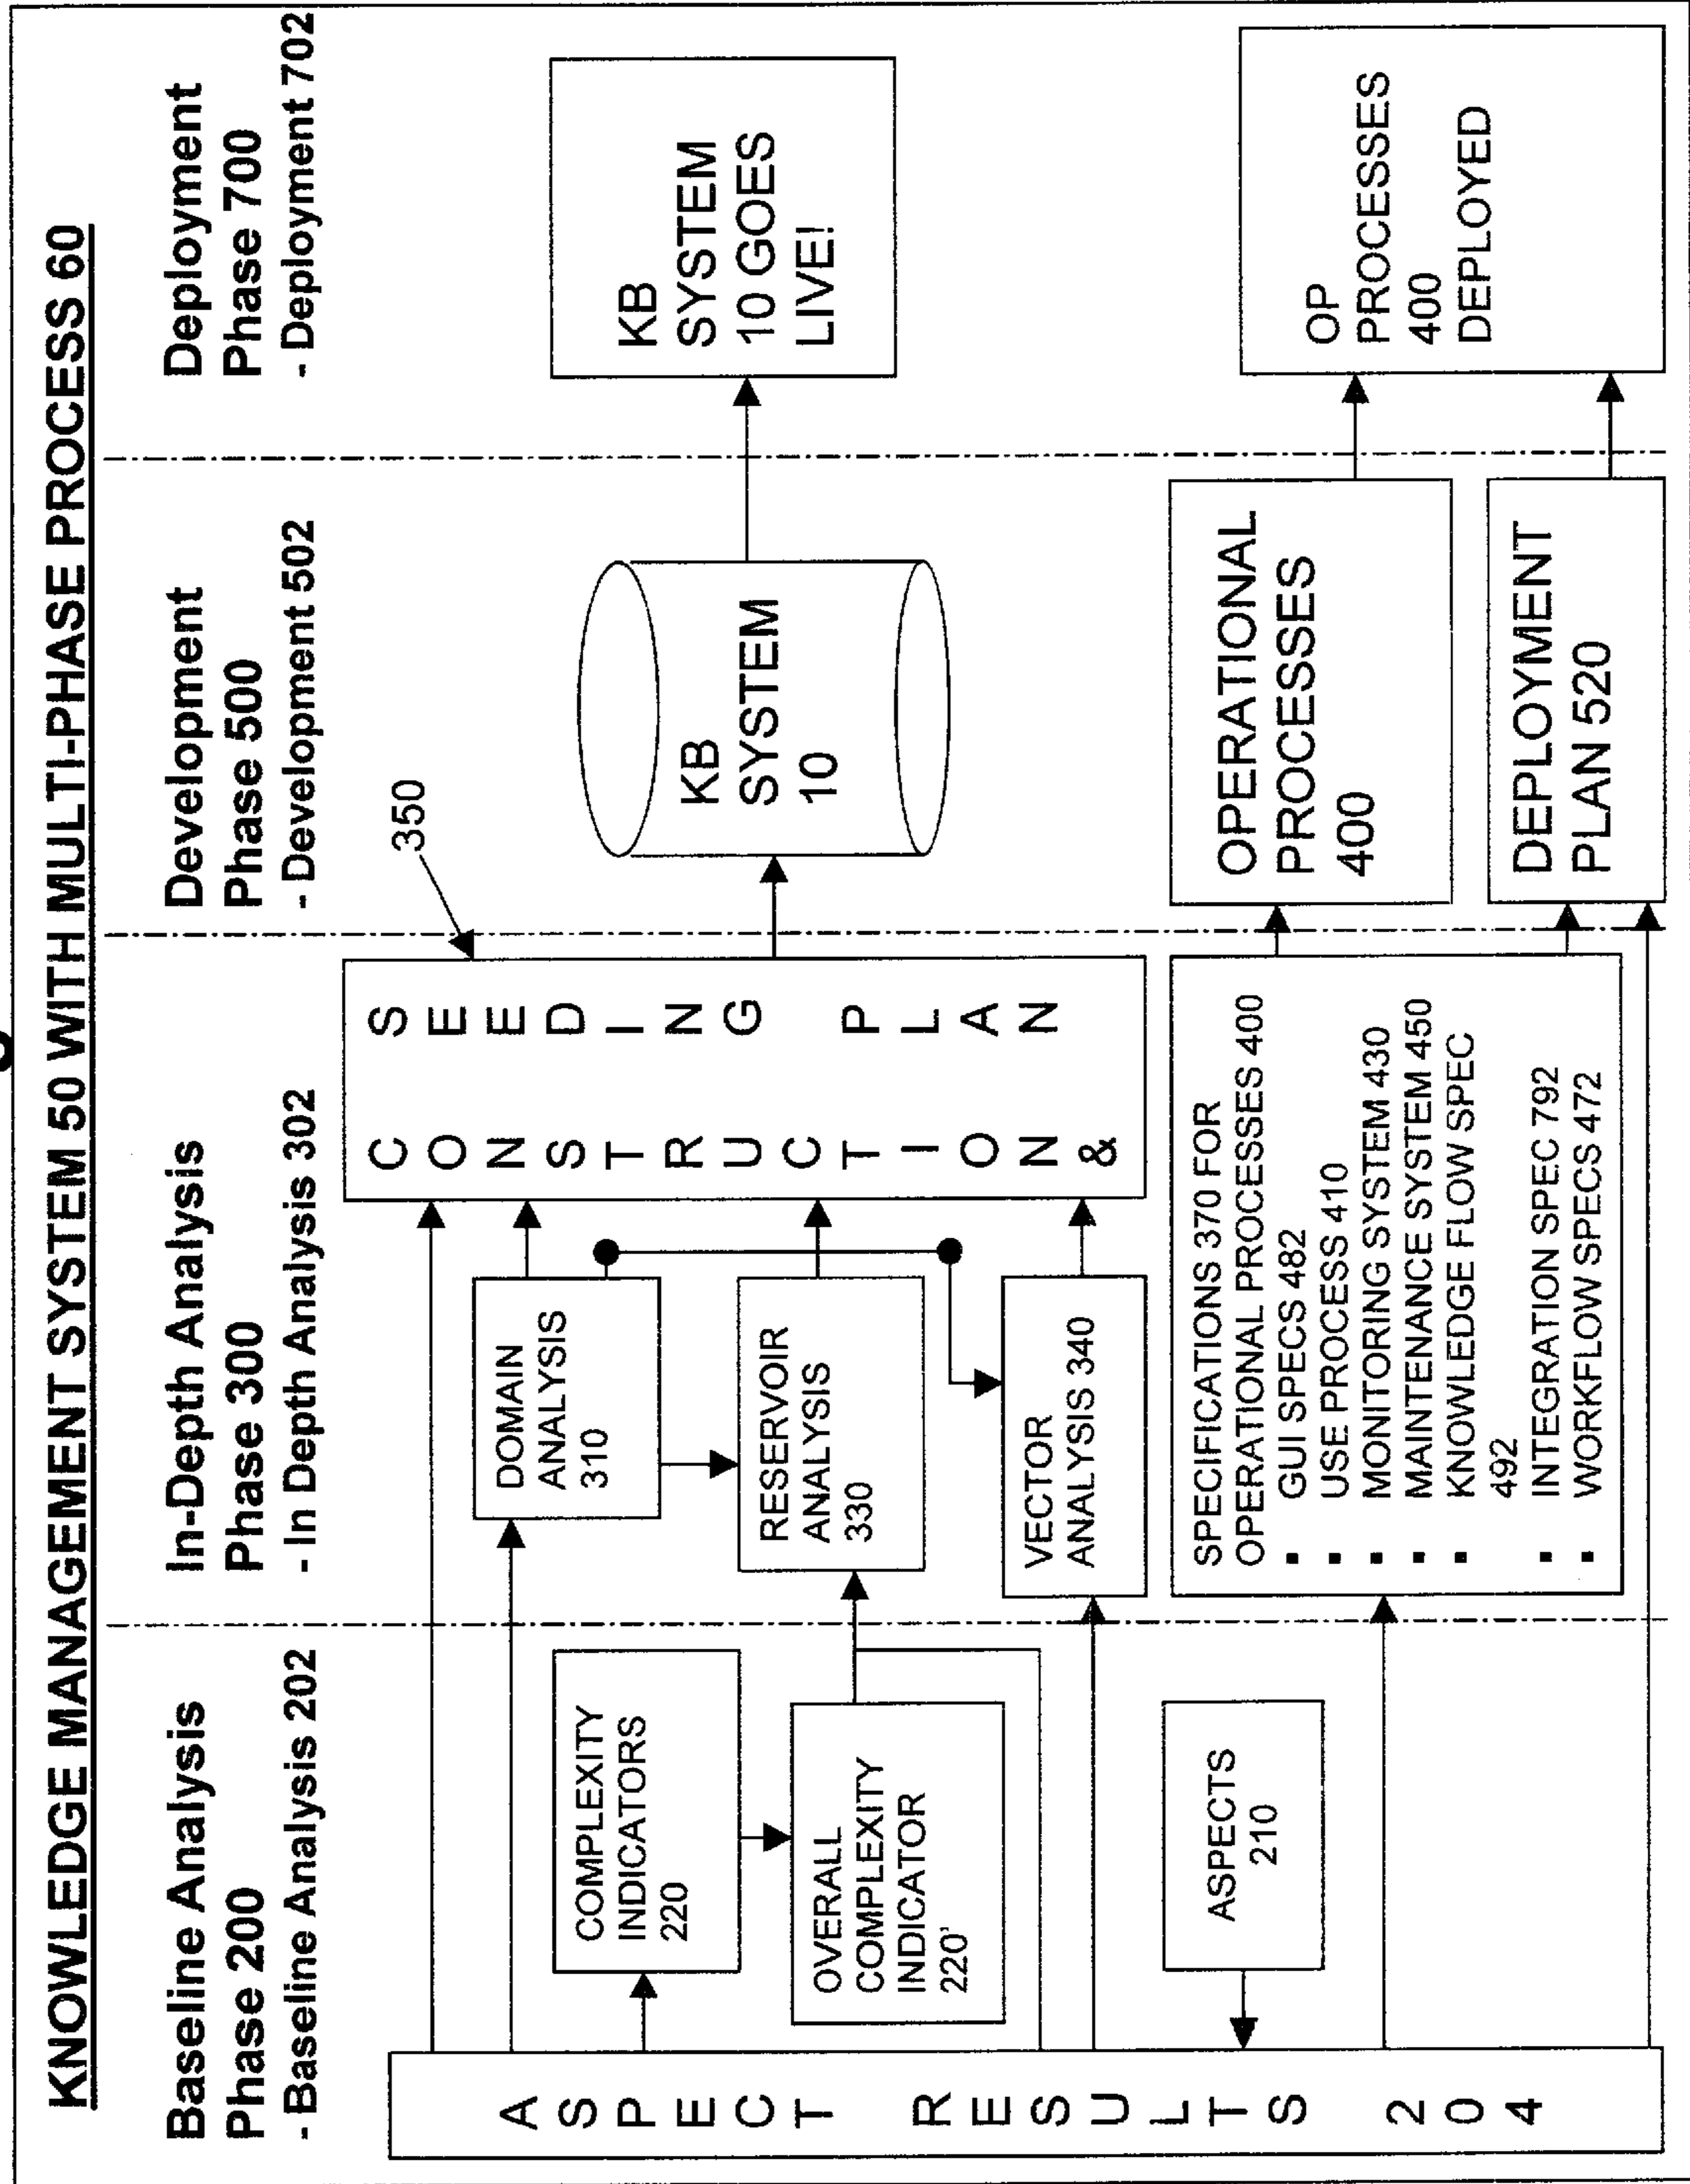 KNOWLEDGE MANAGEMENT SYSTEM 50 WITH MULTI-PHASE PROCESS 60
Baseline Analysis
Phase 200
- Baseline Analysis 202
In-Depth Analysis
Phase 300
- In Depth Analysis 302
Development
Phase 500
- Development 502
Deployment
Phase 700
- Deployment 702
ASPECT RESULTS 204
COMPLEXITY
INDICATORS
220
OVERALL
COMPLEXITY
INDICATOR
220'
ASPECTS
210
DOMAIN
ANALYSIS
310
RESERVOIR
ANALYSIS
330
VECTOR
ANALYSIS 340
CONSTRUCTION &
SEEDING PLAN
350
SPECIFICATIONS 370 FOR
OPERATIONAL PROCESSES 400
▪ GUI SPECS 482
▪ USE PROCESS 410
▪ MONITORING SYSTEM 430
▪ MAINTENANCE SYSTEM 450
▪ KNOWLEDGE FLOW SPEC
492
▪ INTEGRATION SPEC 792
▪ WORKFLOW SPECS 472
KB
SYSTEM
10
OPERATIONAL
PROCESSES
400
DEPLOYMENT
PLAN 520
KB
SYSTEM
10 GOES
LIVE!
OP
PROCESSES
400
DEPLOYED